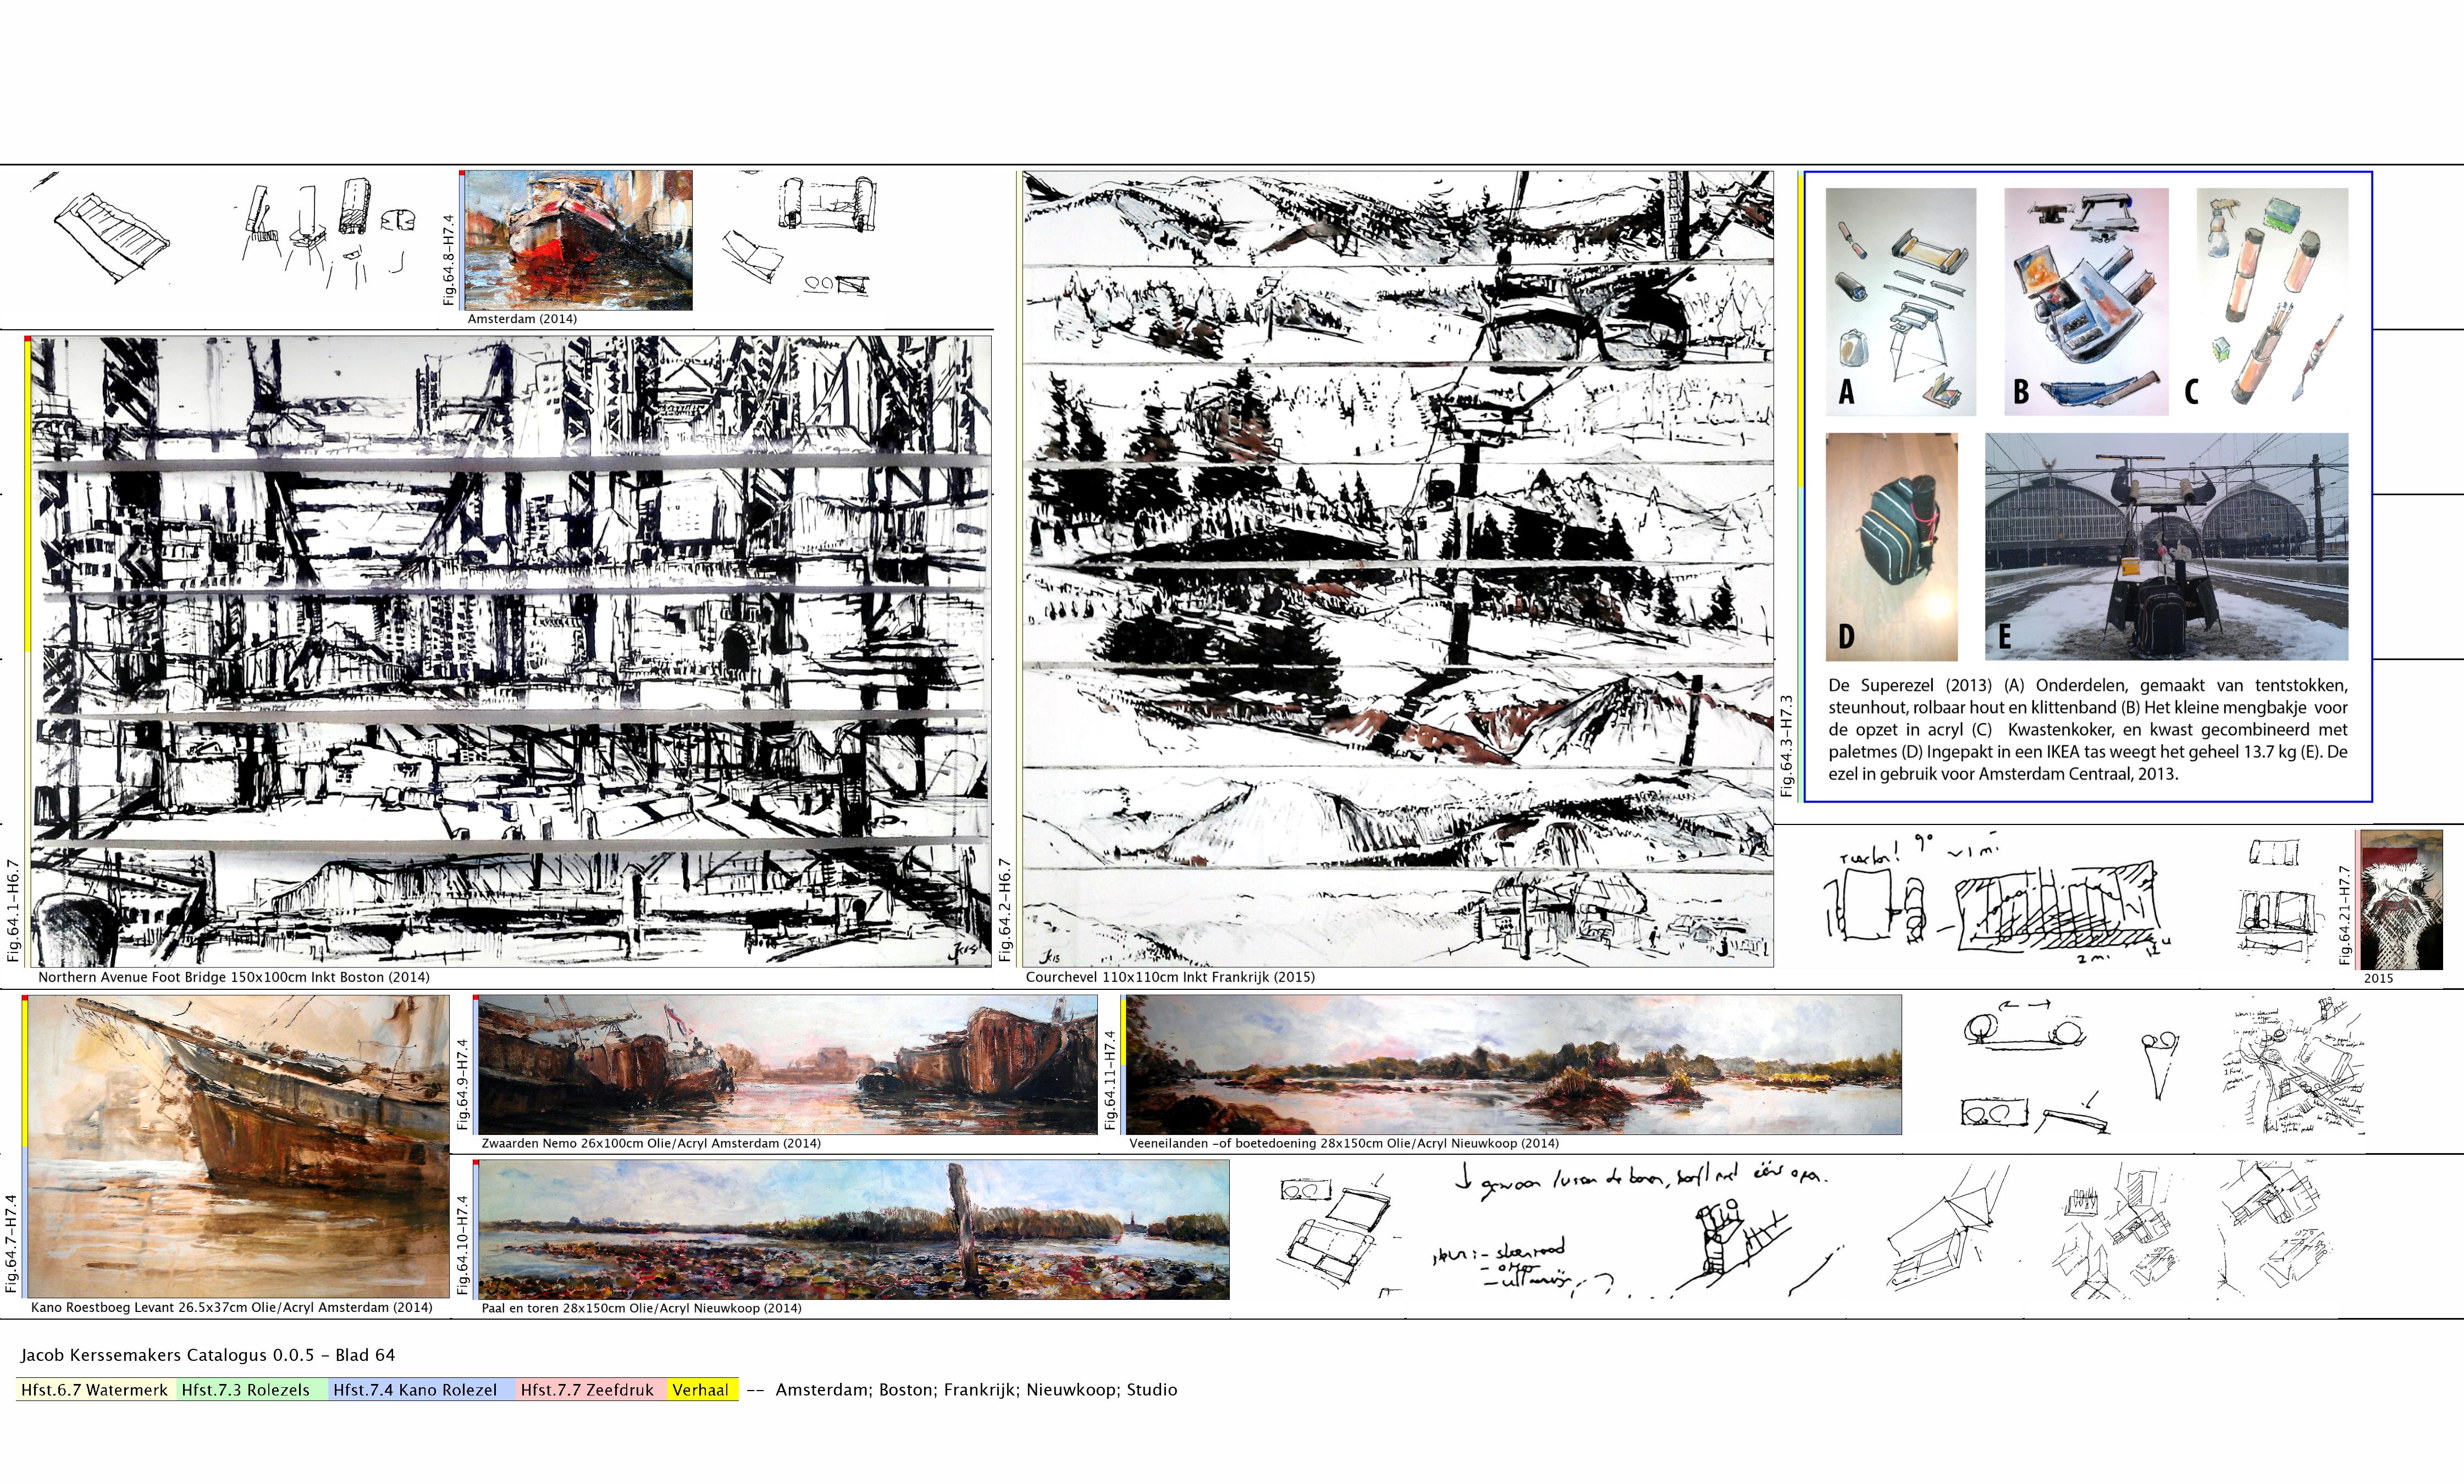 Fig.64.8-H7.4
Amsterdam (2014)
Fig.64.1-H6.7
Northern Avenue Foot Bridge 150x100cm Inkt Boston (2014)
JK15
Fig.64.2-H6.7
Courchevel 110x110cm Inkt Frankrijk (2015)
JK15
Fig.64.3-H7.3
A
B
C
D
E
De Superezel (2013) (A) Onderdelen, gemaakt van tentstokken,
steunhout, rolbaar hout en klittenband (B) Het kleine mengbakje voor
de opzet in acryl (C) Kwastenkoker, en kwast gecombineerd met
paletmes (D) Ingepakt in een IKEA tas weegt het geheel 13.7 kg (E). De
ezel in gebruik voor Amsterdam Centraal, 2013.
~1 m.
2 m.
Fig.64.21-H7.7
2015
Fig.64.7-H7.4
Kano Roestboeg Levant 26.5x37cm Olie/Acryl Amsterdam (2014)
Fig.64.9-H7.4
Zwaarden Nemo 26x100cm Olie/Acryl Amsterdam (2014)
Fig.64.11-H7.4
Veeneilanden -of boetedoening 28x150cm Olie/Acryl Nieuwkoop (2014)
Fig.64.10-H7.4
Paal en toren 28x150cm Olie/Acryl Nieuwkoop (2014)
Jacob Kerssemakers Catalogus 0.0.5 - Blad 64
Hfst.6.7 Watermerk Hfst.7.3 Rolezels Hfst.7.4 Kano Rolezel Hfst.7.7 Zeefdruk Verhaal -- Amsterdam; Boston; Frankrijk; Nieuwkoop; Studio